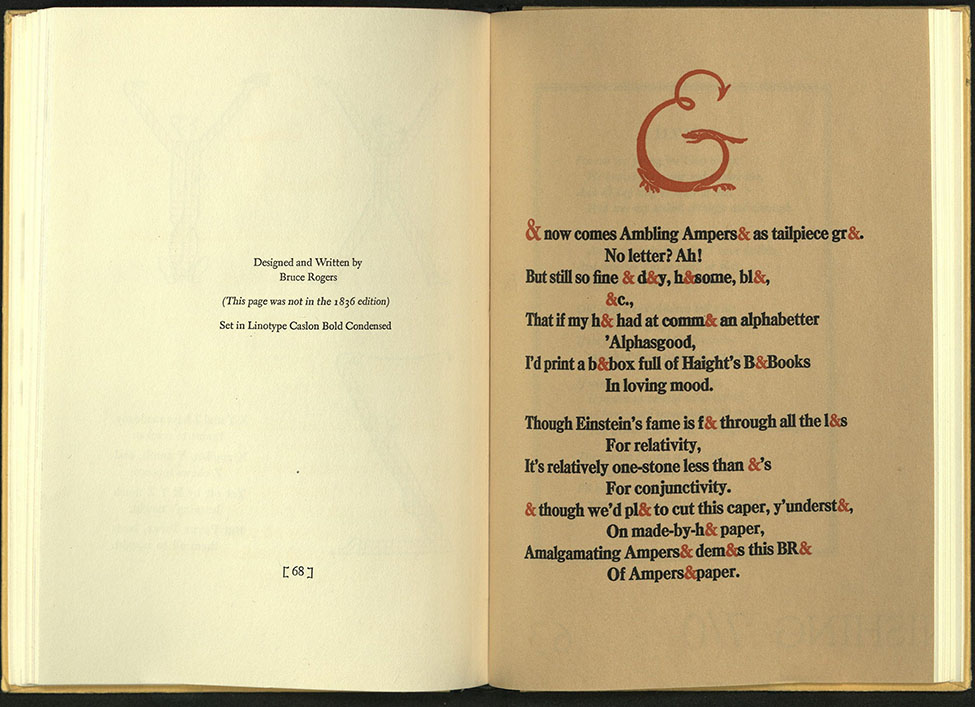 Designed and Written by
Bruce Rogers
(This page was not in the 1836 edition)
Set in Linotype Caslon Bold Condensed
[ 68 ]
&
& now comes Ambling Ampers& as tailpiece gr&.
No letter? Ah!
But still so fine & d&y, h&some, bl&,
&c.,
That if my h& had at comm& an alphabetter
’Alphasgood,
I’d print a b&box full of Haight’s B&Books
In loving mood.
Though Einstein’s fame is f& through all the l&s
For relativity,
It’s relatively one-stone less than &’s
For conjunctivity.
& though we’d pl& to cut this caper, y’underst&,
On made-by-h& paper,
Amalgamating Ampers& dem&s this BR&
Of Ampers&paper.